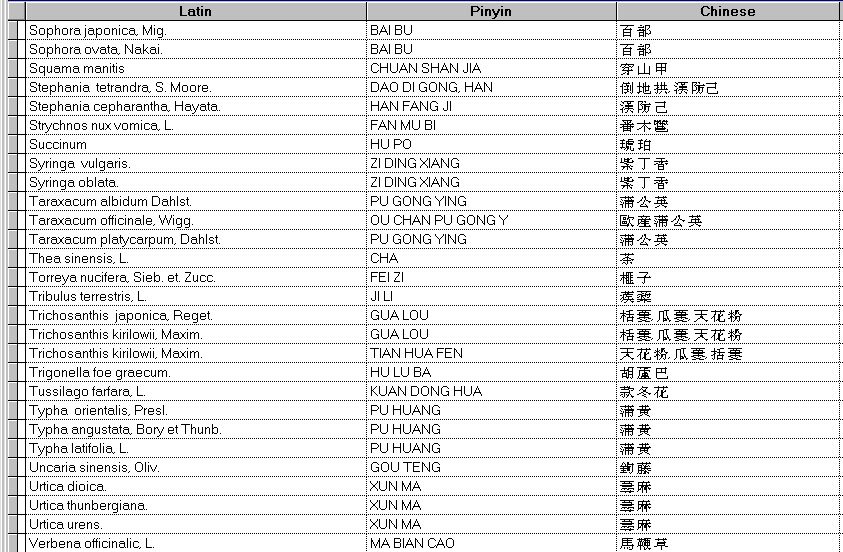 Latin Pinyin Chinese
Sophora japonica, Mig. BAI BU 百部
Sophora ovata, Nakai. BAI BU 百部
Squama manitis CHUAN SHAN JIA 穿山甲
Stephania tetrandra, S. Moore. DAO DI GONG, HAN 倒地拱,漢防己
Stephania cepharantha, Hayata. HAN FANG JI 漢防己
Strychnos nux vomica, L. FAN MU BI 番木鼈
Succinum HU PO 琥珀
Syringa vulgaris. ZI DING XIANG 紫丁香
Syringa oblata. ZI DING XIANG 紫丁香
Taraxacum albidum Dahlst. PU GONG YING 蒲公英
Taraxacum officinale, Wigg. OU CHAN PU GONG Y 歐産蒲公英
Taraxacum platycarpum, Dahlst. PU GONG YING 蒲公英
Thea sinensis, L. CHA 茶
Torreya nucifera, Sieb. et. Zucc. FEI ZI 榧子
Tribulus terrestris, L. JI LI 蒺藜
Trichosanthis japonica, Reget. GUA LOU 栝蔞,瓜蔞,天花粉
Trichosanthis kirilowii, Maxim. GUA LOU 栝蔞,瓜蔞,天花粉
Trichosanthis kirilowii, Maxim. TIAN HUA FEN 天花粉,瓜蔞,括蔞
Trigonella foe graecum. HU LU BA 胡蘆巴
Tussilago farfara, L. KUAN DONG HUA 款冬花
Typha orientalis, Presl. PU HUANG 蒲黄
Typha angustata, Bory et Thunb. PU HUANG 蒲黄
Typha latifolia, L. PU HUANG 蒲黄
Uncaria sinensis, Oliv. GOU TENG 鉤藤
Urtica dioica. XUN MA 蕁麻
Urtica thunbergiana. XUN MA 蕁麻
Urtica urens. XUN MA 蕁麻
Verbena officinalic, L. MA BIAN CAO 馬鞭草